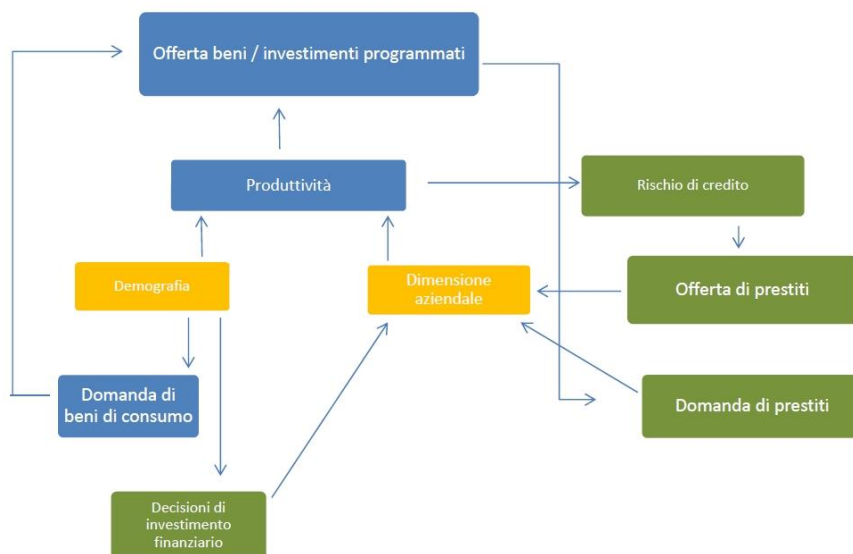 Offerta beni / investimenti programmati
Produttività
Rischio di credito
Demografia
Dimensione
aziendale
Offerta di prestiti
Domanda di
beni di consumo
Domanda di prestiti
Decisioni di
investimento
finanziario